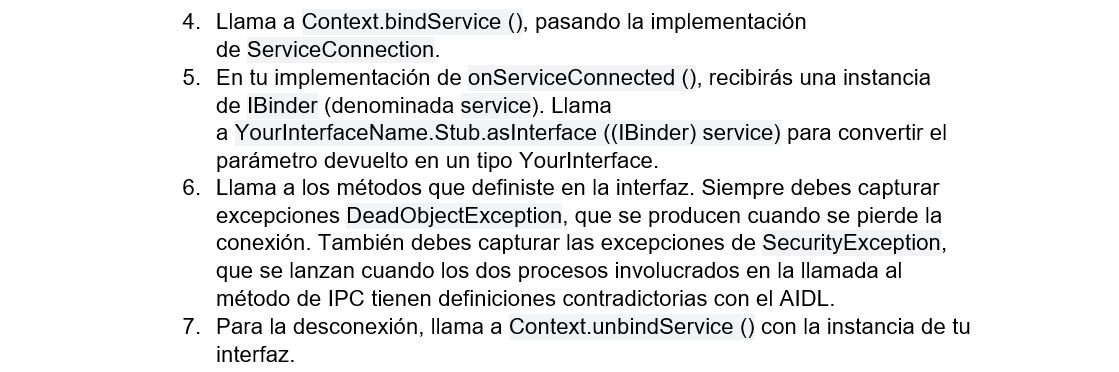 4. Llama a Context.bindService (), pasando la implementación
de ServiceConnection.
5. En tu implementación de onServiceConnected (), recibirás una instancia
de IBinder (denominada service). Llama
a YourInterfaceName.Stub.asInterface ((IBinder) service) para convertir el
parámetro devuelto en un tipo YourInterface.
6. Llama a los métodos que definiste en la interfaz. Siempre debes capturar
excepciones DeadObjectException, que se producen cuando se pierde la
conexión. También debes capturar las excepciones de SecurityException,
que se lanzan cuando los dos procesos involucrados en la llamada al
método de IPC tienen definiciones contradictorias con el AIDL.
7. Para la desconexión, llama a Context.unbindService () con la instancia de tu
interfaz.